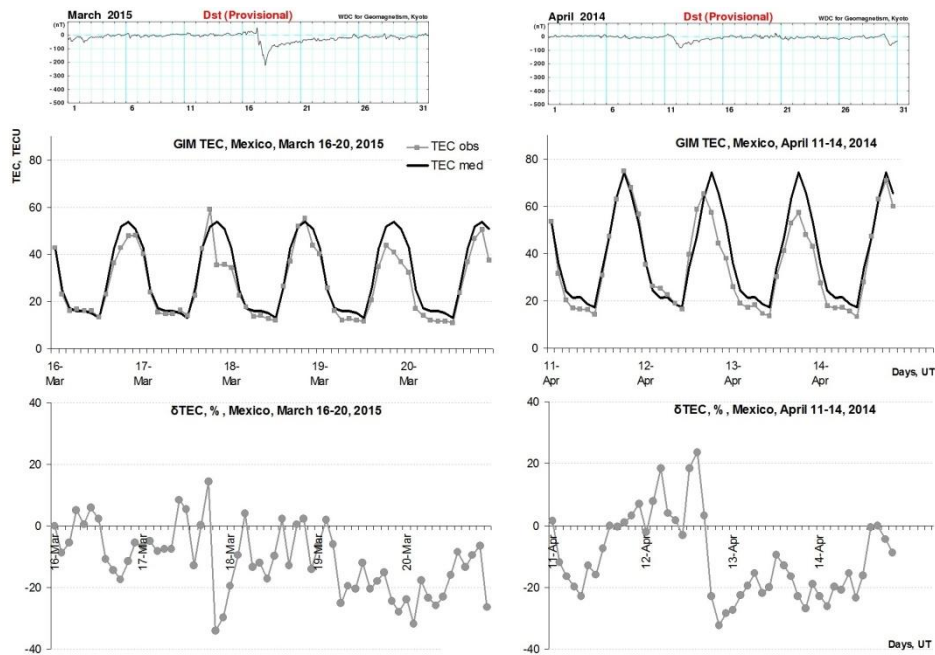 March 2015 Dst (Provisional) WDC for Geomagnetism, Kyoto
April 2014 Dst (Provisional) WDC for Geomagnetism, Kyoto
(nT)
100
0
-100
-200
-300
-400
-500
1 6 11 16 21 26 31
(nT)
100
0
-100
-200
-300
-400
-500
1 6 11 16 21 26 31
GIM TEC, Mexico, March 16-20, 2015
TEC, TECU
TEC obs
TEC med
80
60
40
20
0
16-Mar 17-Mar 18-Mar 19-Mar 20-Mar
GIM TEC, Mexico, April 11-14, 2014
80
60
40
20
0
11-Apr 12-Apr 13-Apr 14-Apr
Days, UT
δTEC, %, Mexico, March 16-20, 2015
40
20
0
-20
-40
16-Mar 17-Mar 18-Mar 19-Mar 20-Mar
δTEC, %, Mexico, April 11-14, 2014
40
20
0
-20
-40
11-Apr 12-Apr 13-Apr 14-Apr
Days, UT